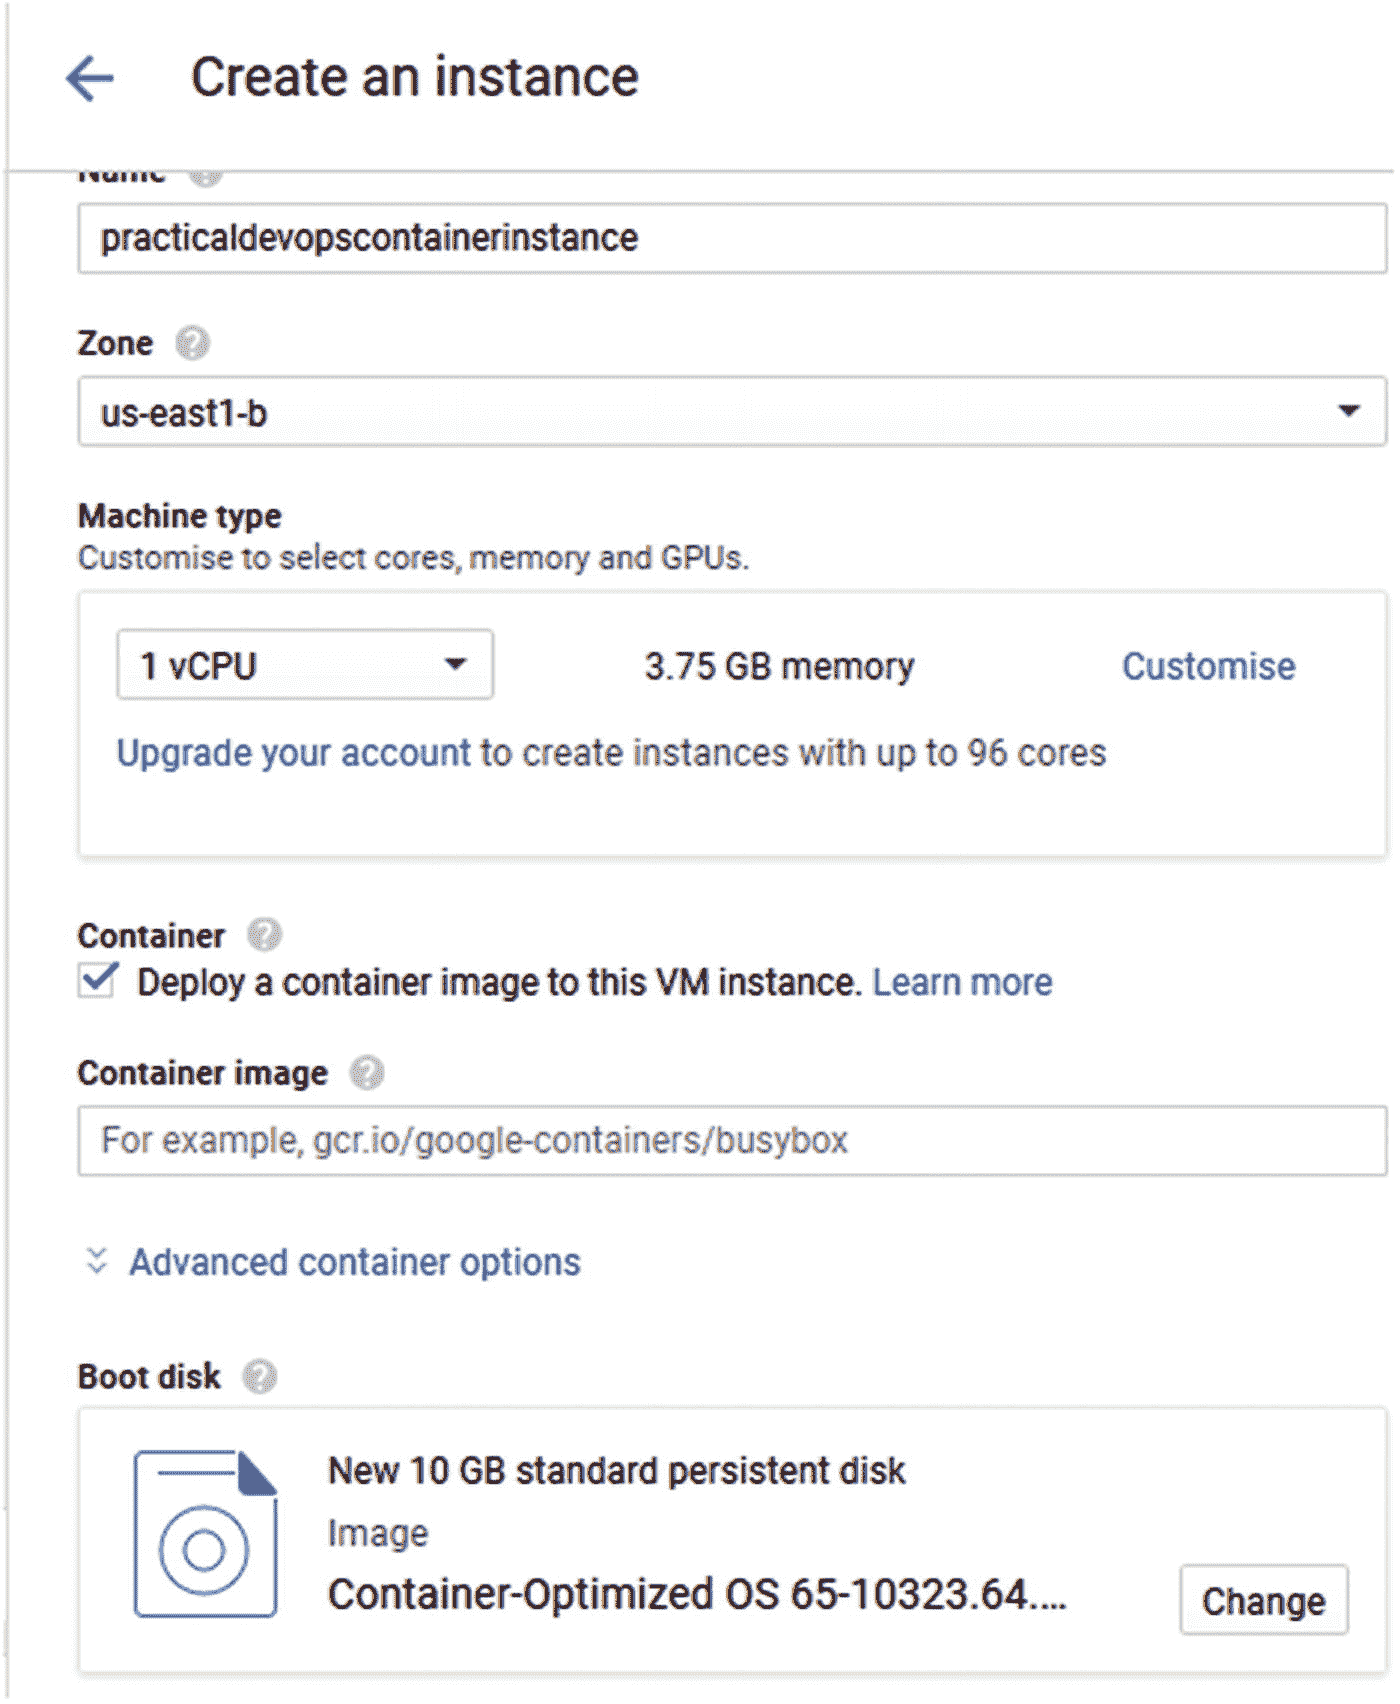 Create an instance
Name
practicaldevopscontainerinstance
Zone
us-east1-b
Machine type
Customise to select cores, memory and GPUs.
1 vCPU 3.75 GB memory Customise
Upgrade your account to create instances with up to 96 cores
Container
Deploy a container image to this VM instance. Learn more
Container image
For example, gcr.io/google-containers/busybox
Advanced container options
Boot disk
New 10 GB standard persistent disk
Image
Container-Optimized OS 65-10323.64....
Change